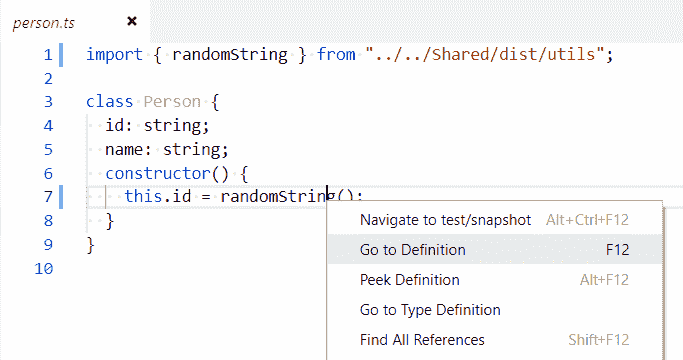 person.ts ×
1 import { randomString } from "../../Shared/dist/utils";
2
3 class Person {
4 id: string;
5 name: string;
6 constructor() {
7 this.id = randomString();
8 }
9 }
10
Navigate to test/snapshot Alt+Ctrl+F12
Go to Definition F12
Peek Definition Alt+F12
Go to Type Definition
Find All References Shift+F12